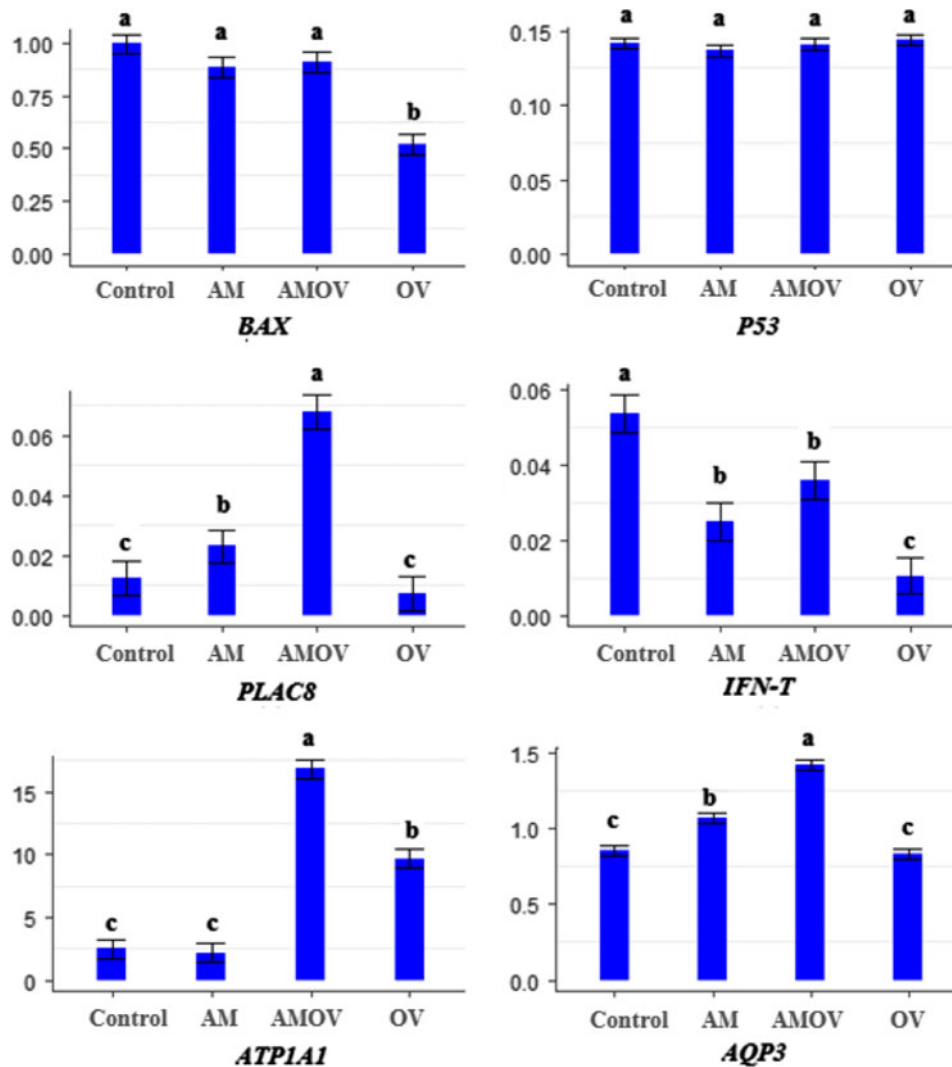 a a a b
1.00
0.75
0.50
0.25
0.00
Control AM AMOV OV
BAX
a a a a
0.15
0.10
0.05
0.00
Control AM AMOV OV
P53
c b a c
0.06
0.04
0.02
0.00
Control AM AMOV OV
PLAC8
a b b c
0.06
0.04
0.02
0.00
Control AM AMOV OV
IFN-T
c c a b
15
10
5
0
Control AM AMOV OV
ATP1A1
c b a c
1.5
1.0
0.5
0.0
Control AM AMOV OV
AQP3